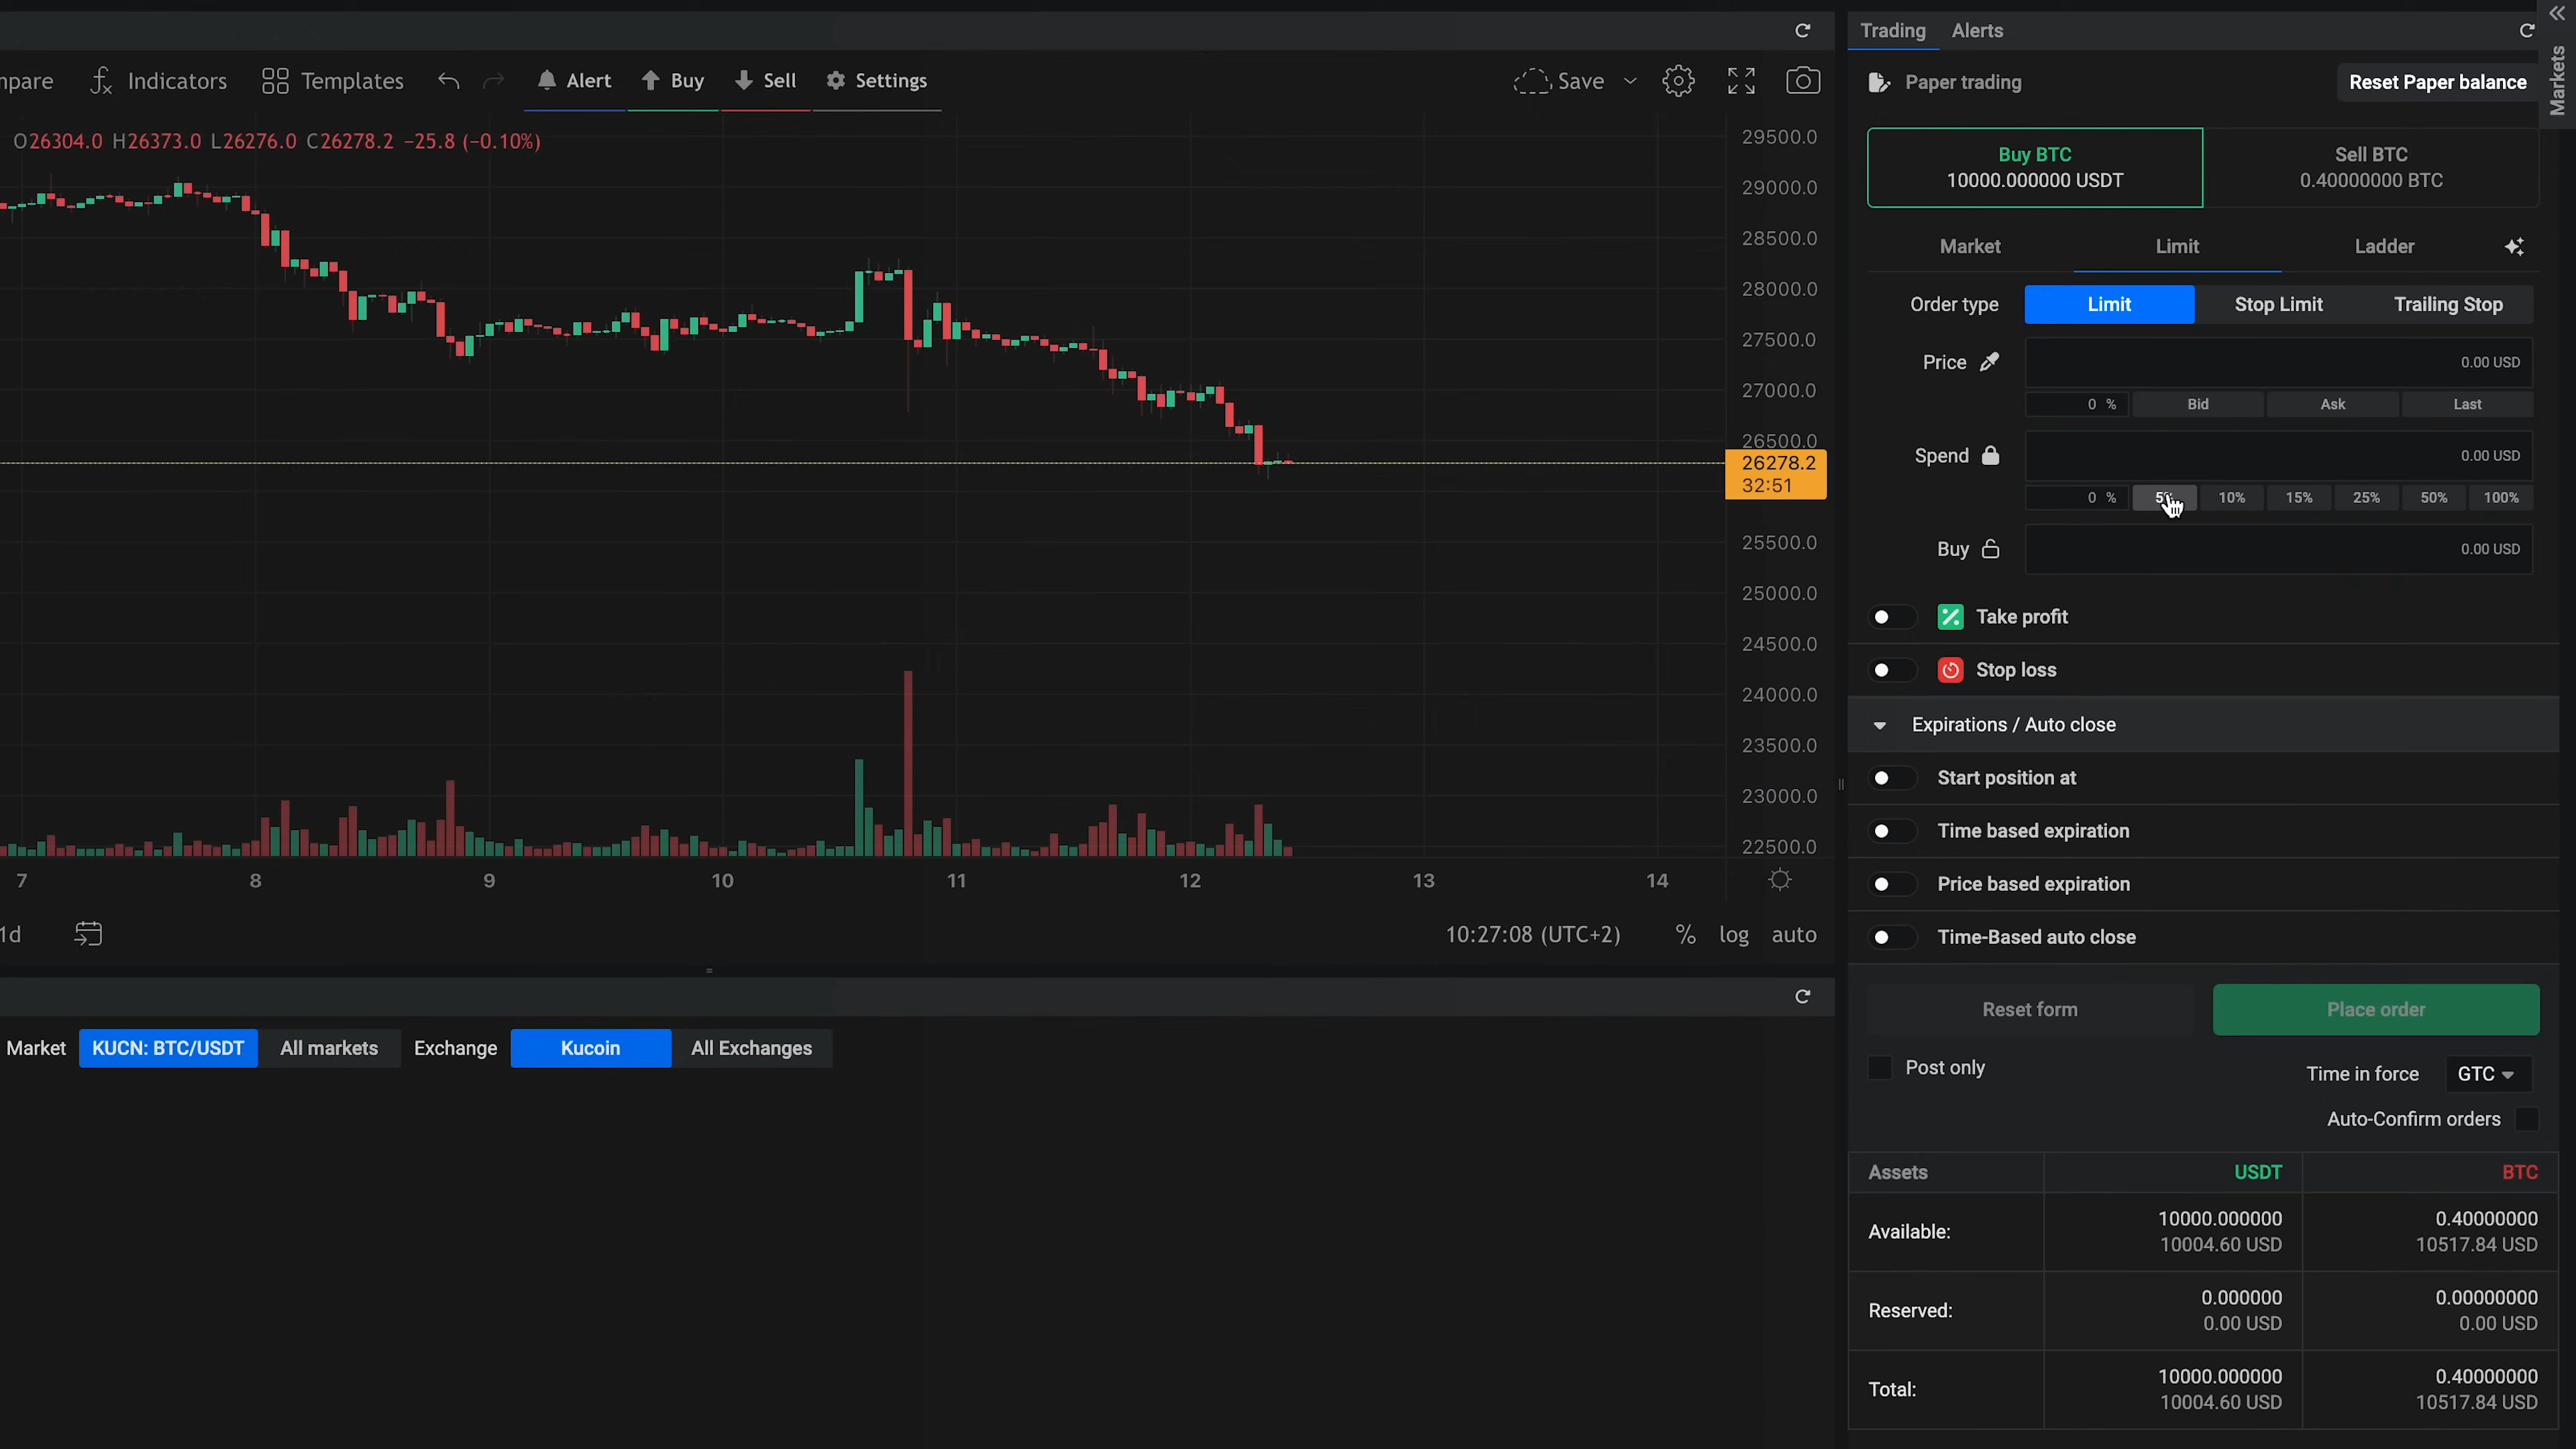 Trading Alerts
Markets
mpare Indicators Templates Alert Buy Sell Settings Save
Paper trading Reset Paper balance
O26304.0 H26373.0 L26276.0 C26278.2 −25.8 (−0.10%)
Buy BTC
10000.000000 USDT
Sell BTC
0.40000000 BTC
Market Limit Ladder
Order type Limit Stop Limit Trailing Stop
Price 0.00 USD
0 % Bid Ask Last
Spend 0.00 USD
0 % 10% 15% 25% 50% 100%
Buy 0.00 USD
Take profit
Stop loss
Expirations / Auto close
Start position at
Time based expiration
Price based expiration
Time-Based auto close
Reset form Place order
Post only
Time in force GTC
Auto-Confirm orders
Assets USDT BTC
Available: 10000.000000 0.40000000
10004.60 USD 10517.84 USD
Reserved: 0.000000 0.00000000
0.00 USD 0.00 USD
Total: 10000.000000 0.40000000
10004.60 USD 10517.84 USD
29500.0
29000.0
28500.0
28000.0
27500.0
27000.0
26500.0
26278.2
32:51
25500.0
25000.0
24500.0
24000.0
23500.0
23000.0
22500.0
7 8 9 10 11 12 13 14
1d 10:27:08 (UTC+2) % log auto
Market KUCN: BTC/USDT All markets Exchange Kucoin All Exchanges